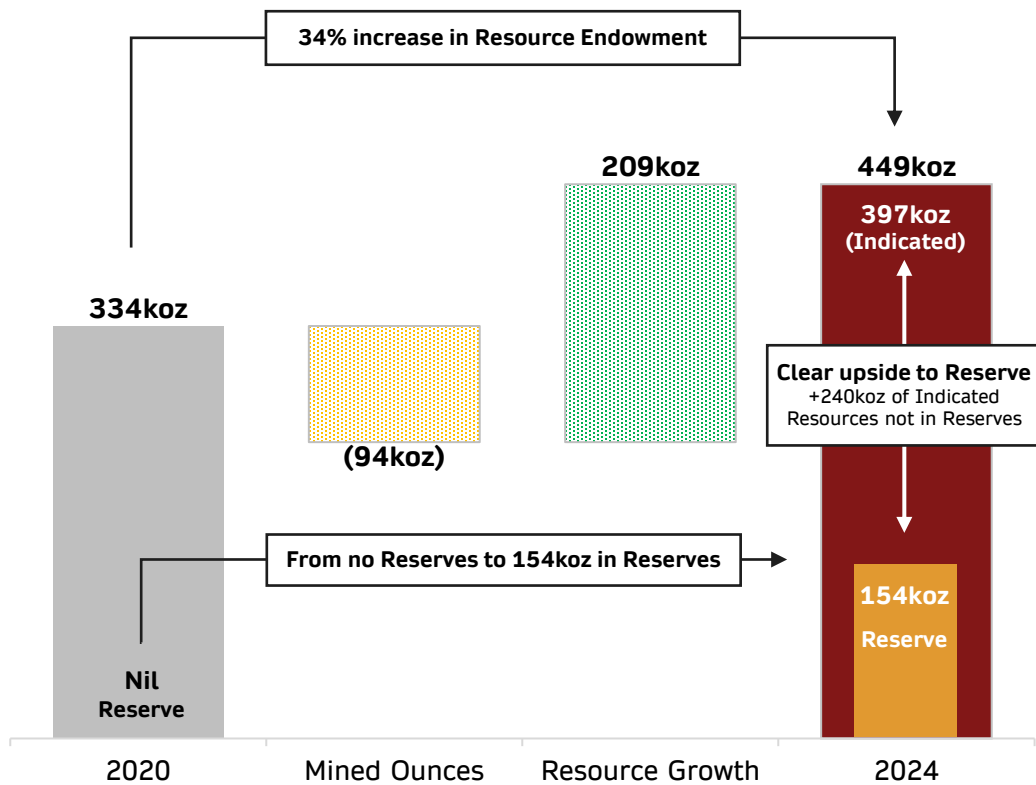 34% increase in Resource Endowment
209koz
449koz
397koz
(Indicated)
334koz
Clear upside to Reserve
+240koz of Indicated
Resources not in Reserves
(94koz)
From no Reserves to 154koz in Reserves
154koz
Reserve
Nil
Reserve
2020
Mined Ounces
Resource Growth
2024